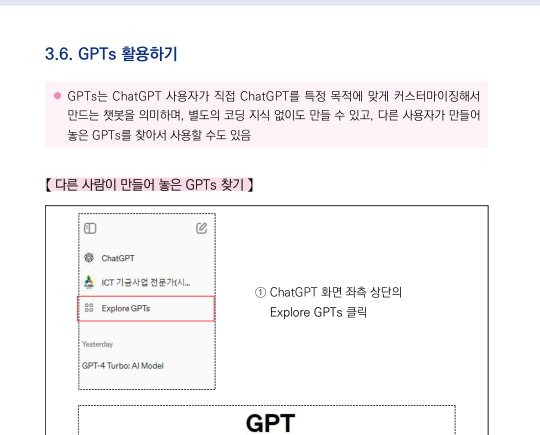 3.6. GPTs 활용하기
● GPTs는 ChatGPT 사용자가 직접 ChatGPT를 특정 목적에 맞게 커스터마이징해서
만드는 챗봇을 의미하며, 별도의 코딩 지식 없이도 만들 수 있고, 다른 사용자가 만들어
놓은 GPTs를 찾아서 사용할 수도 있음
【 다른 사람이 만들어 놓은 GPTs 찾기 】
ChatGPT
ICT 기금사업 전문가(시...
Explore GPTs
Yesterday
GPT-4 Turbo: AI Model
① ChatGPT 화면 좌측 상단의
Explore GPTs 클릭
GPT